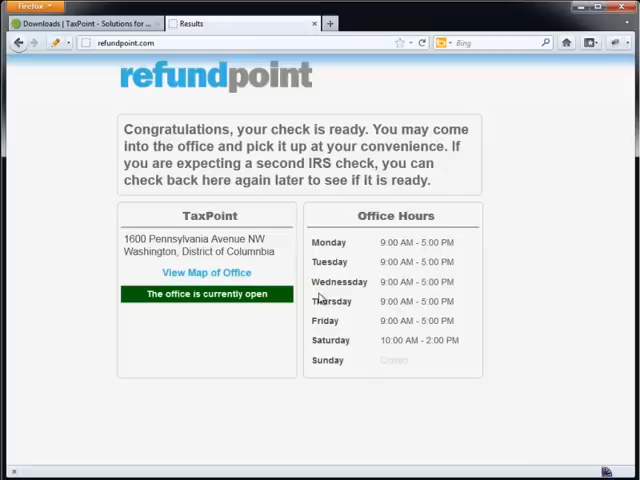 Firefox
Downloads | TaxPoint - Solutions for ...
Results
refundpoint.com
Bing
refundpoint
Congratulations, your check is ready. You may come
into the office and pick it up at your convenience. If
you are expecting a second IRS check, you can
check back here again later to see if it is ready.
TaxPoint
1600 Pennsylvania Avenue NW
Washington, District of Columnbia
View Map of Office
The office is currently open
Office Hours
Monday 9:00 AM - 5:00 PM
Tuesday 9:00 AM - 5:00 PM
Wednessday 9:00 AM - 5:00 PM
Thursday 9:00 AM - 5:00 PM
Friday 9:00 AM - 5:00 PM
Saturday 10:00 AM - 2:00 PM
Sunday Closed